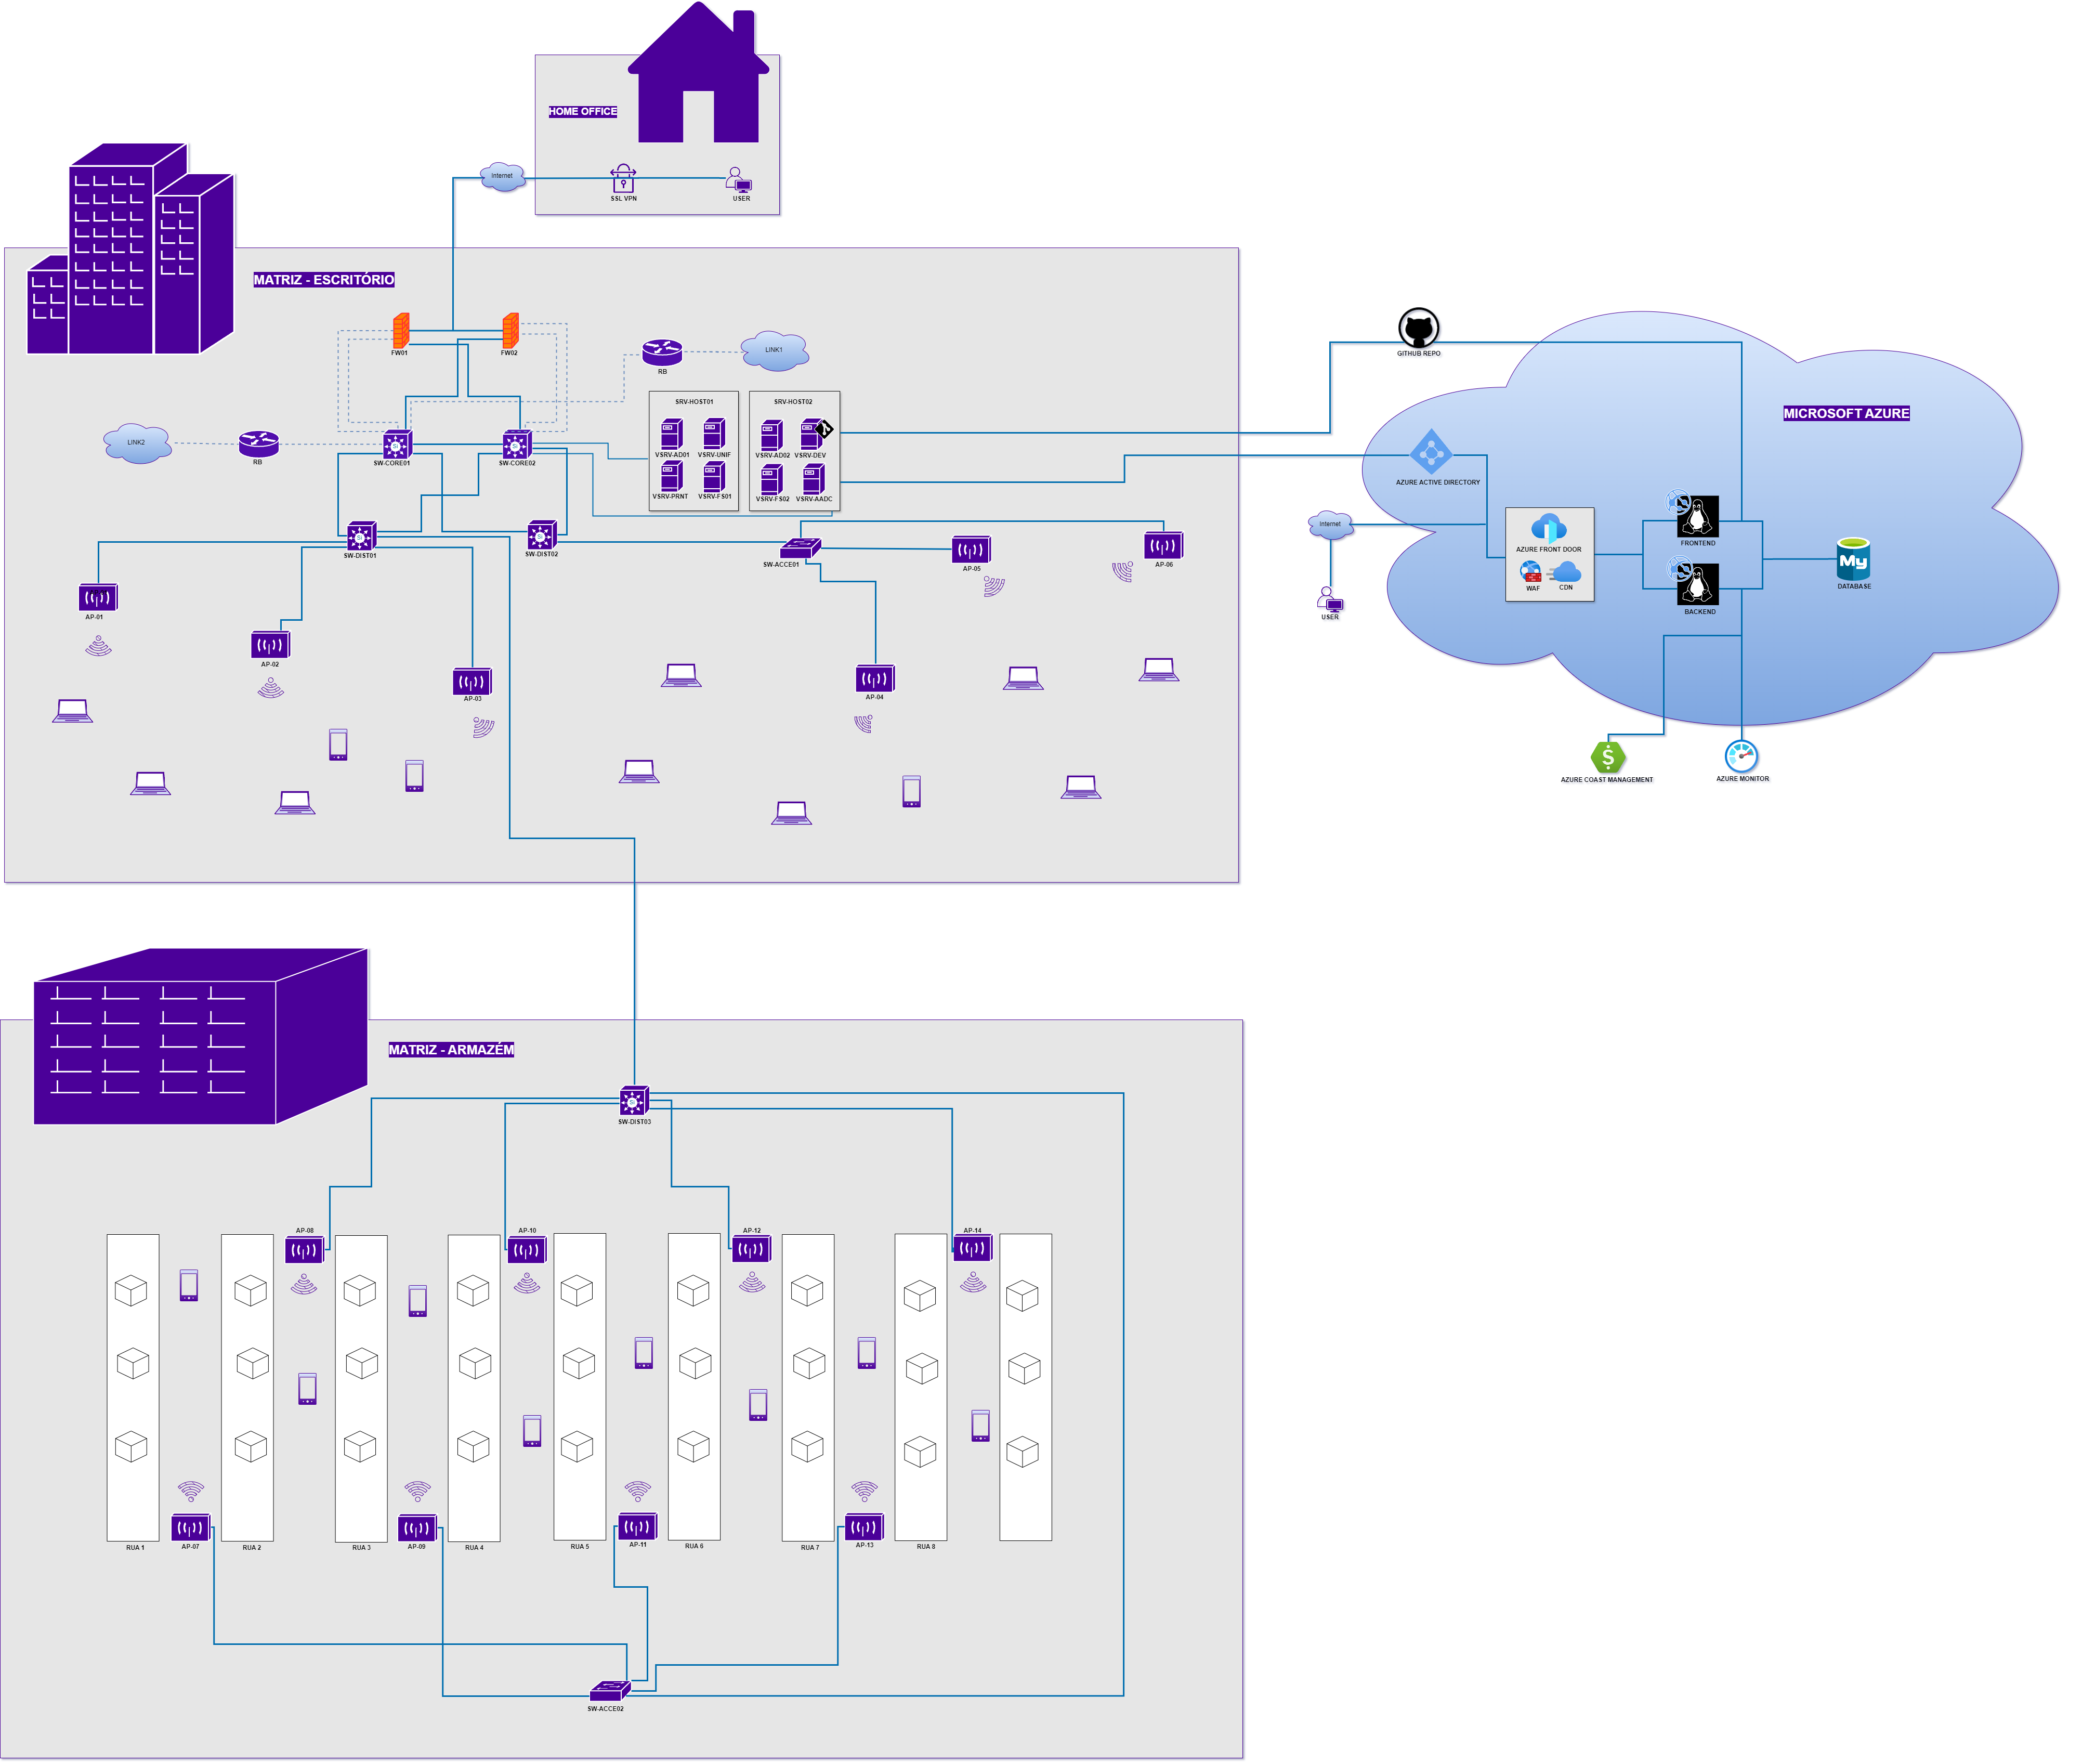 HOME OFFICE
Internet
SSL VPN
USER
MATRIZ - ESCRITÓRIO
FW01
FW02
LINK1
RB
LINK2
RB
SW-CORE01
SW-CORE02
SRV-HOST01
VSRV-AD01
VSRV-UNIF
VSRV-PRNT
VSRV-FS01
SRV-HOST02
VSRV-AD02
VSRV-DEV
VSRV-FS02
VSRV-AADC
SW-DIST01
SW-DIST02
SW-ACCE01
AP-05
AP-06
AP-01
AP-02
AP-03
AP-04
GITHUB REPO
MICROSOFT AZURE
AZURE ACTIVE DIRECTORY
Internet
USER
AZURE FRONT DOOR
WAF
CDN
FRONTEND
BACKEND
My
DATABASE
$
AZURE COAST MANAGEMENT
AZURE MONITOR
MATRIZ - ARMAZÉM
SW-DIST03
AP-08
AP-10
AP-12
AP-14
RUA 1
AP-07
RUA 2
RUA 3
AP-09
RUA 4
RUA 5
AP-11
RUA 6
RUA 7
AP-13
RUA 8
SW-ACCE02